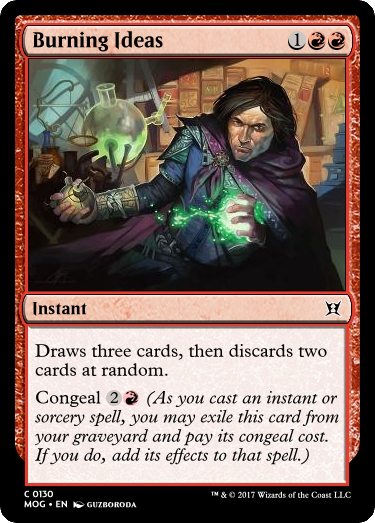 Burning Ideas 1
Instant
Draws three cards, then discards two
cards at random.
Congeal 2 (As you cast an instant or
sorcery spell, you may exile this card from
your graveyard and pay its congeal cost.
If you do, add its effects to that spell.)
C 0130
MOG • EN GUZBORODA
™ & © 2017 Wizards of the Coast LLC